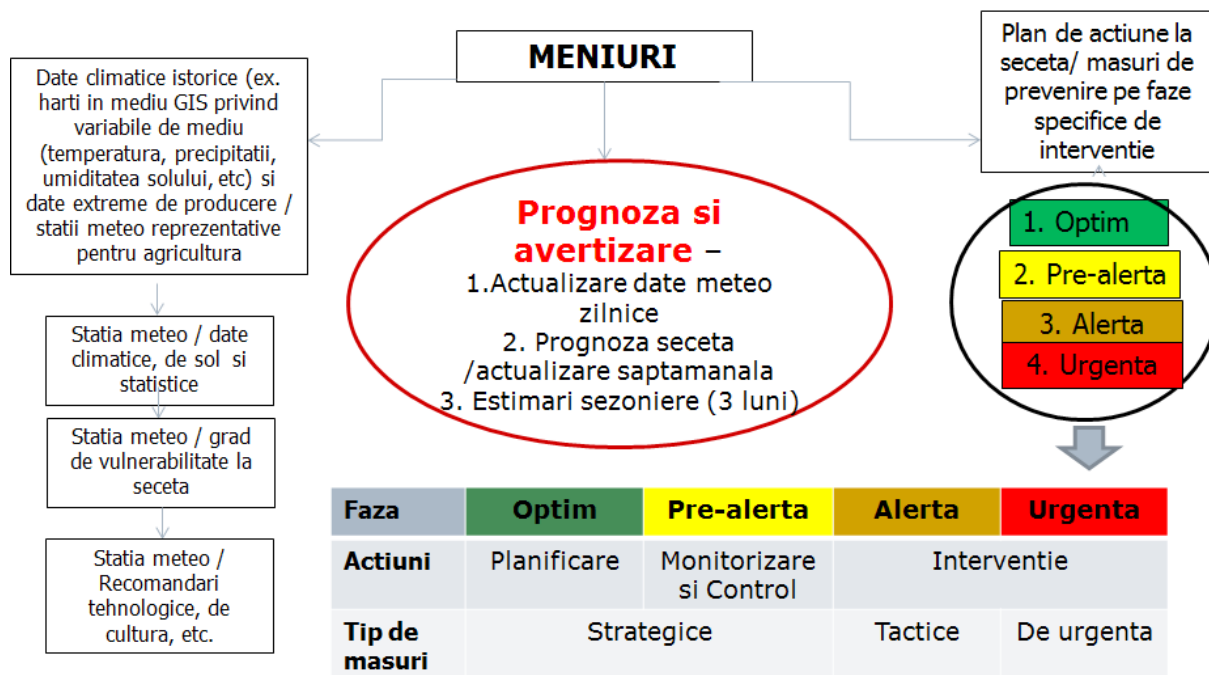 MENIURI
Date climatice istorice (ex.
harti in mediu GIS privind
variabile de mediu
(temperatura, precipitatii,
umiditatea solului, etc) si
date extreme de producere /
statii meteo reprezentative
pentru agricultura
Statia meteo / date
climatice, de sol si
statistice
Statia meteo / grad
de vulnerabilitate la
seceta
Statia meteo /
Recomandari
tehnologice, de
cultura, etc.
Prognoza si
avertizare –
1.Actualizare date meteo
zilnice
2. Prognoza seceta
/actualizare saptamanala
3. Estimari sezoniere (3 luni)
Plan de actiune la
seceta/ masuri de
prevenire pe faze
specifice de
interventie
1. Optim
2. Pre-alerta
3. Alerta
4. Urgenta
Faza Optim Pre-alerta Alerta Urgenta
Actiuni Planificare Monitorizare si Control Interventie
Tip de masuri Strategice Tactice De urgenta